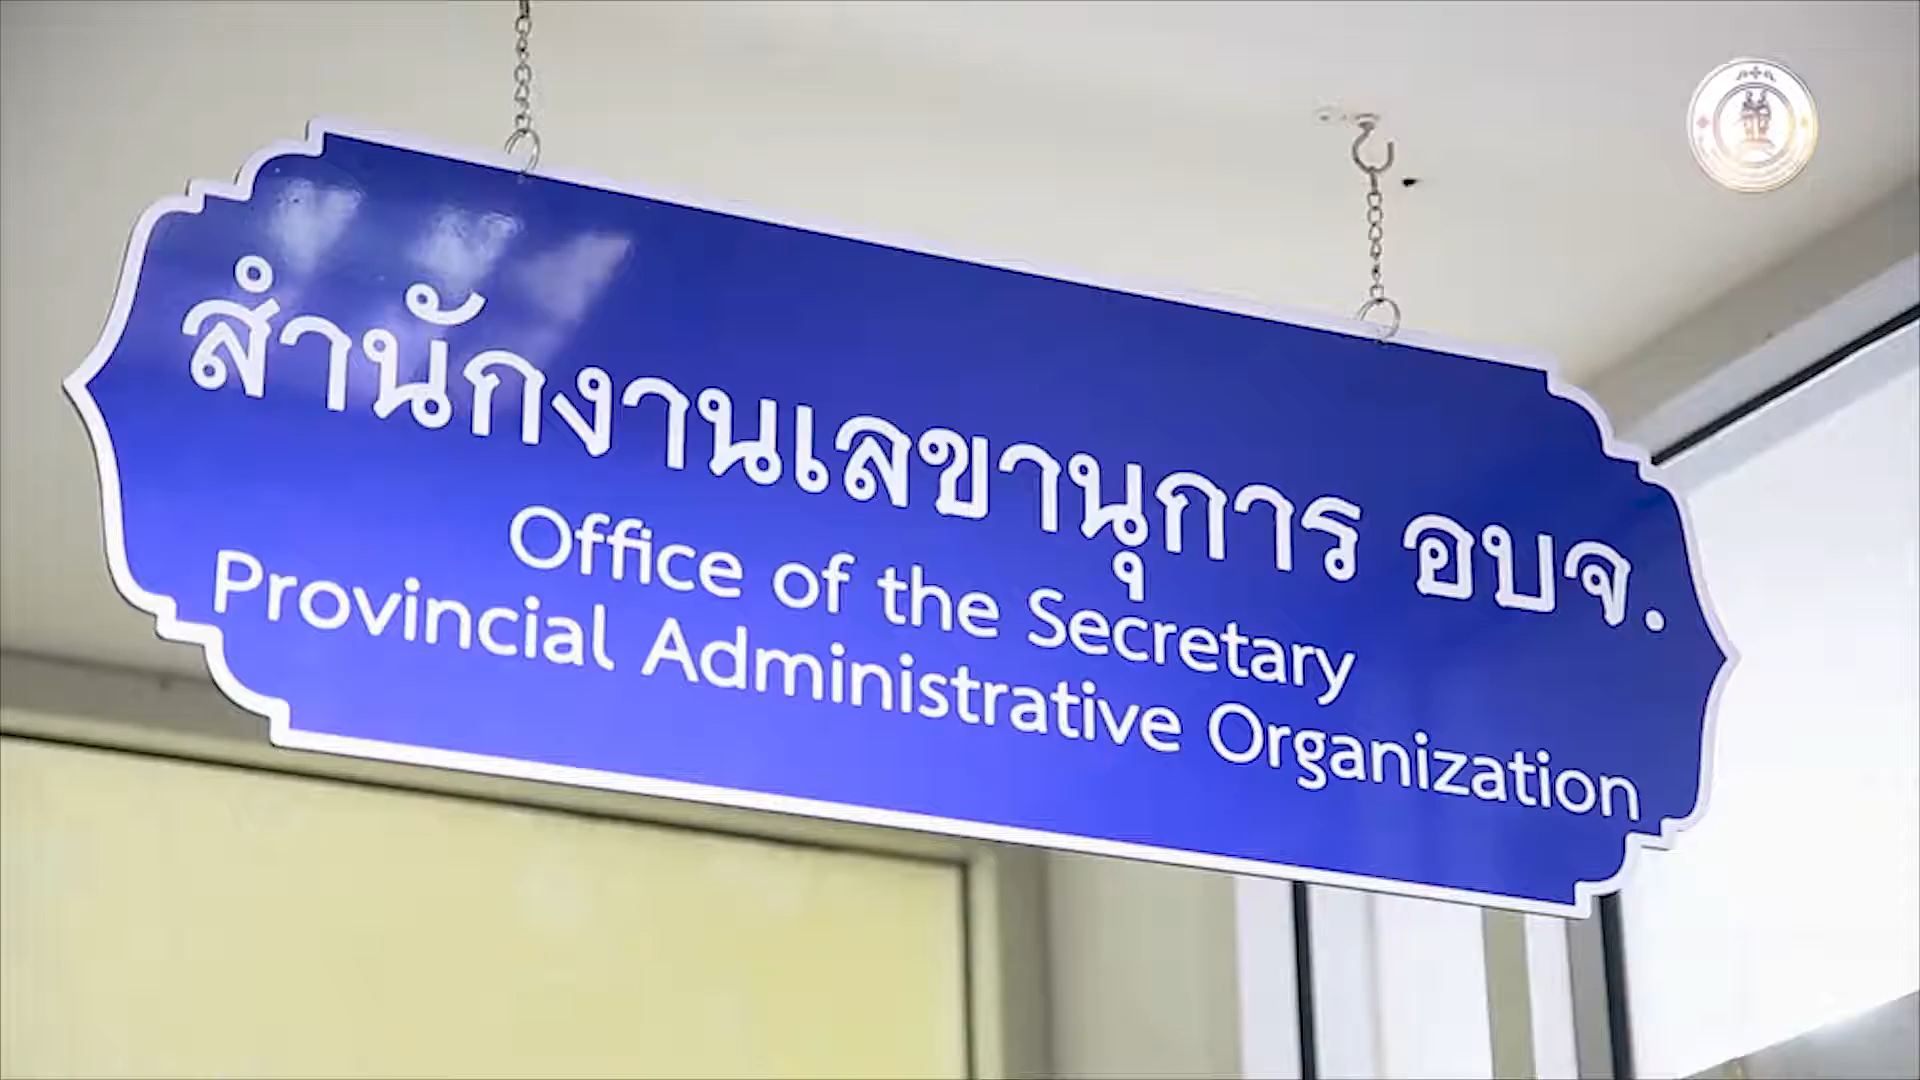 สำนักงานเลขานุการ อบจ.
Office of the Secretary
Provincial Administrative Organization